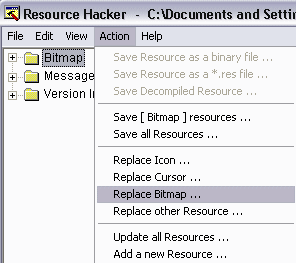 Resource Hacker - C:\Documents and Settin
File Edit View Action Help
Bitmap
Message
Version I
Save Resource as a binary file ...
Save Resource as a *.res file ...
Save Decompiled Resource ...
Save [ Bitmap ] resources ...
Save all Resources ...
Replace Icon ...
Replace Cursor ...
Replace Bitmap ...
Replace other Resource ...
Update all Resources ...
Add a new Resource ...